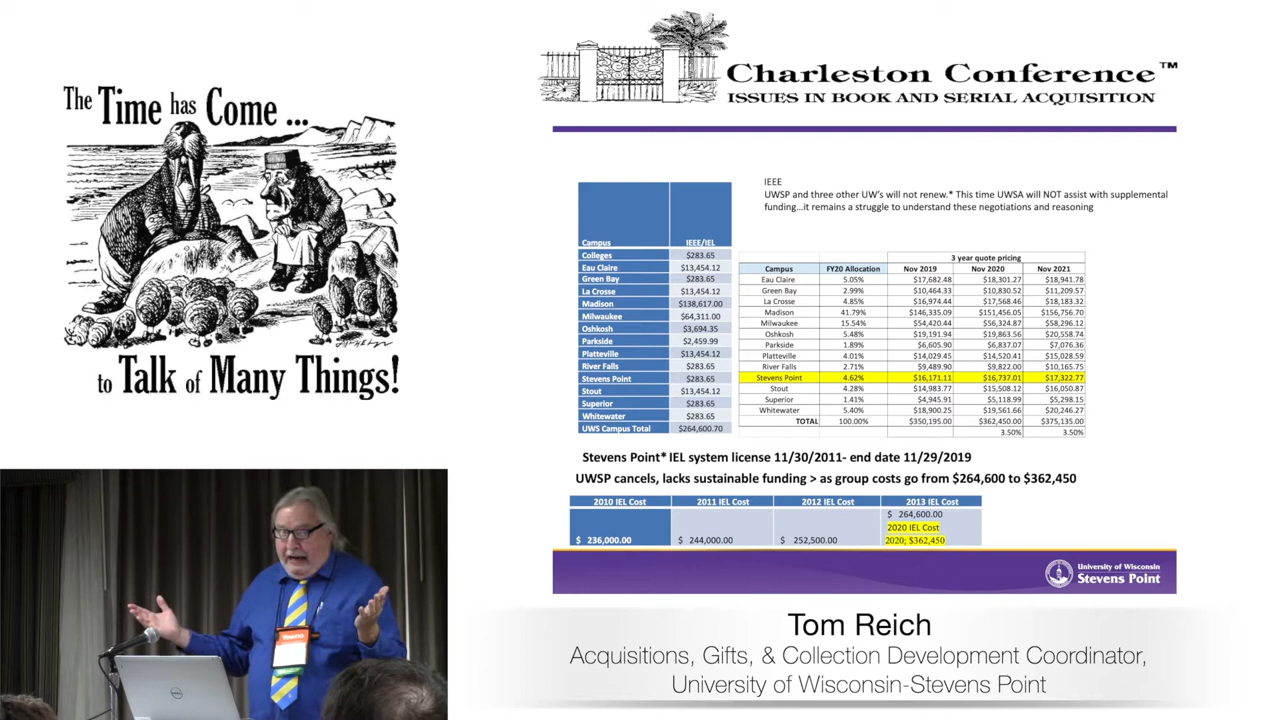 The Time has Come ...
to Talk of Many Things!
Charleston Conference™
ISSUES IN BOOK AND SERIAL ACQUISITION
IEEE
UWSP and three other UW's will not renew.* This time UWSA will NOT assist with supplemental
funding...it remains a struggle to understand these negotiations and reasoning
Campus IEEE/IEL
Colleges $283.65
Eau Claire $13,454.12
Green Bay $283.65
La Crosse $13,454.12
Madison $138,617.00
Milwaukee $64,311.00
Oshkosh $3,694.35
Parkside $2,459.99
Platteville $13,454.12
River Falls $283.65
Stevens Point $283.65
Stout $13,454.12
Superior $283.65
Whitewater $283.65
UWS Campus Total $264,600.70
3 year quote pricing
Campus FY20 Allocation Nov 2019 Nov 2020 Nov 2021
Eau Claire 5.05% $17,682.48 $18,301.27 $18,941.78
Green Bay 2.99% $10,464.33 $10,830.52 $11,209.57
La Crosse 4.85% $16,974.44 $17,568.46 $18,183.32
Madison 41.79% $146,335.09 $151,456.05 $156,756.70
Milwaukee 15.54% $54,420.44 $56,324.87 $58,296.12
Oshkosh 5.48% $19,191.94 $19,863.56 $20,558.74
Parkside 1.89% $6,605.90 $6,837.07 $7,076.36
Platteville 4.01% $14,029.45 $14,520.41 $15,028.59
River Falls 2.71% $9,489.90 $9,822.00 $10,165.75
Stevens Point 4.62% $16,171.11 $16,737.01 $17,322.77
Stout 4.28% $14,983.77 $15,508.12 $16,050.87
Superior 1.41% $4,945.91 $5,118.99 $5,298.15
Whitewater 5.40% $18,900.25 $19,561.66 $20,246.27
TOTAL 100.00% $350,195.00 $362,450.00 $375,135.00
3.50% 3.50%
Stevens Point* IEL system license 11/30/2011- end date 11/29/2019
UWSP cancels, lacks sustainable funding > as group costs go from $264,600 to $362,450
2010 IEL Cost 2011 IEL Cost 2012 IEL Cost 2013 IEL Cost
$ 264,600.00
2020 IEL Cost
$ 236,000.00 $ 244,000.00 $ 252,500.00 2020; $362,450
University of Wisconsin
Stevens Point
Yewno
DELL
Tom Reich
Acquisitions, Gifts, & Collection Development Coordinator,
University of Wisconsin-Stevens Point